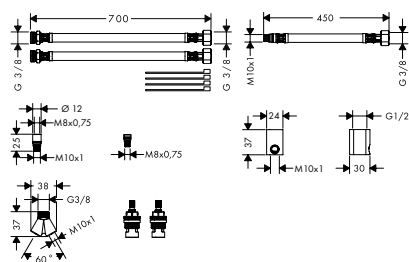 700
450
G 3/8
G 3/8
M10x1
G 3/8
Ø 12
M8x0,75
25
M10x1
M8x0,75
24
G1/2
37
M10x1
30
38
G3/8
37
M10x1
60°